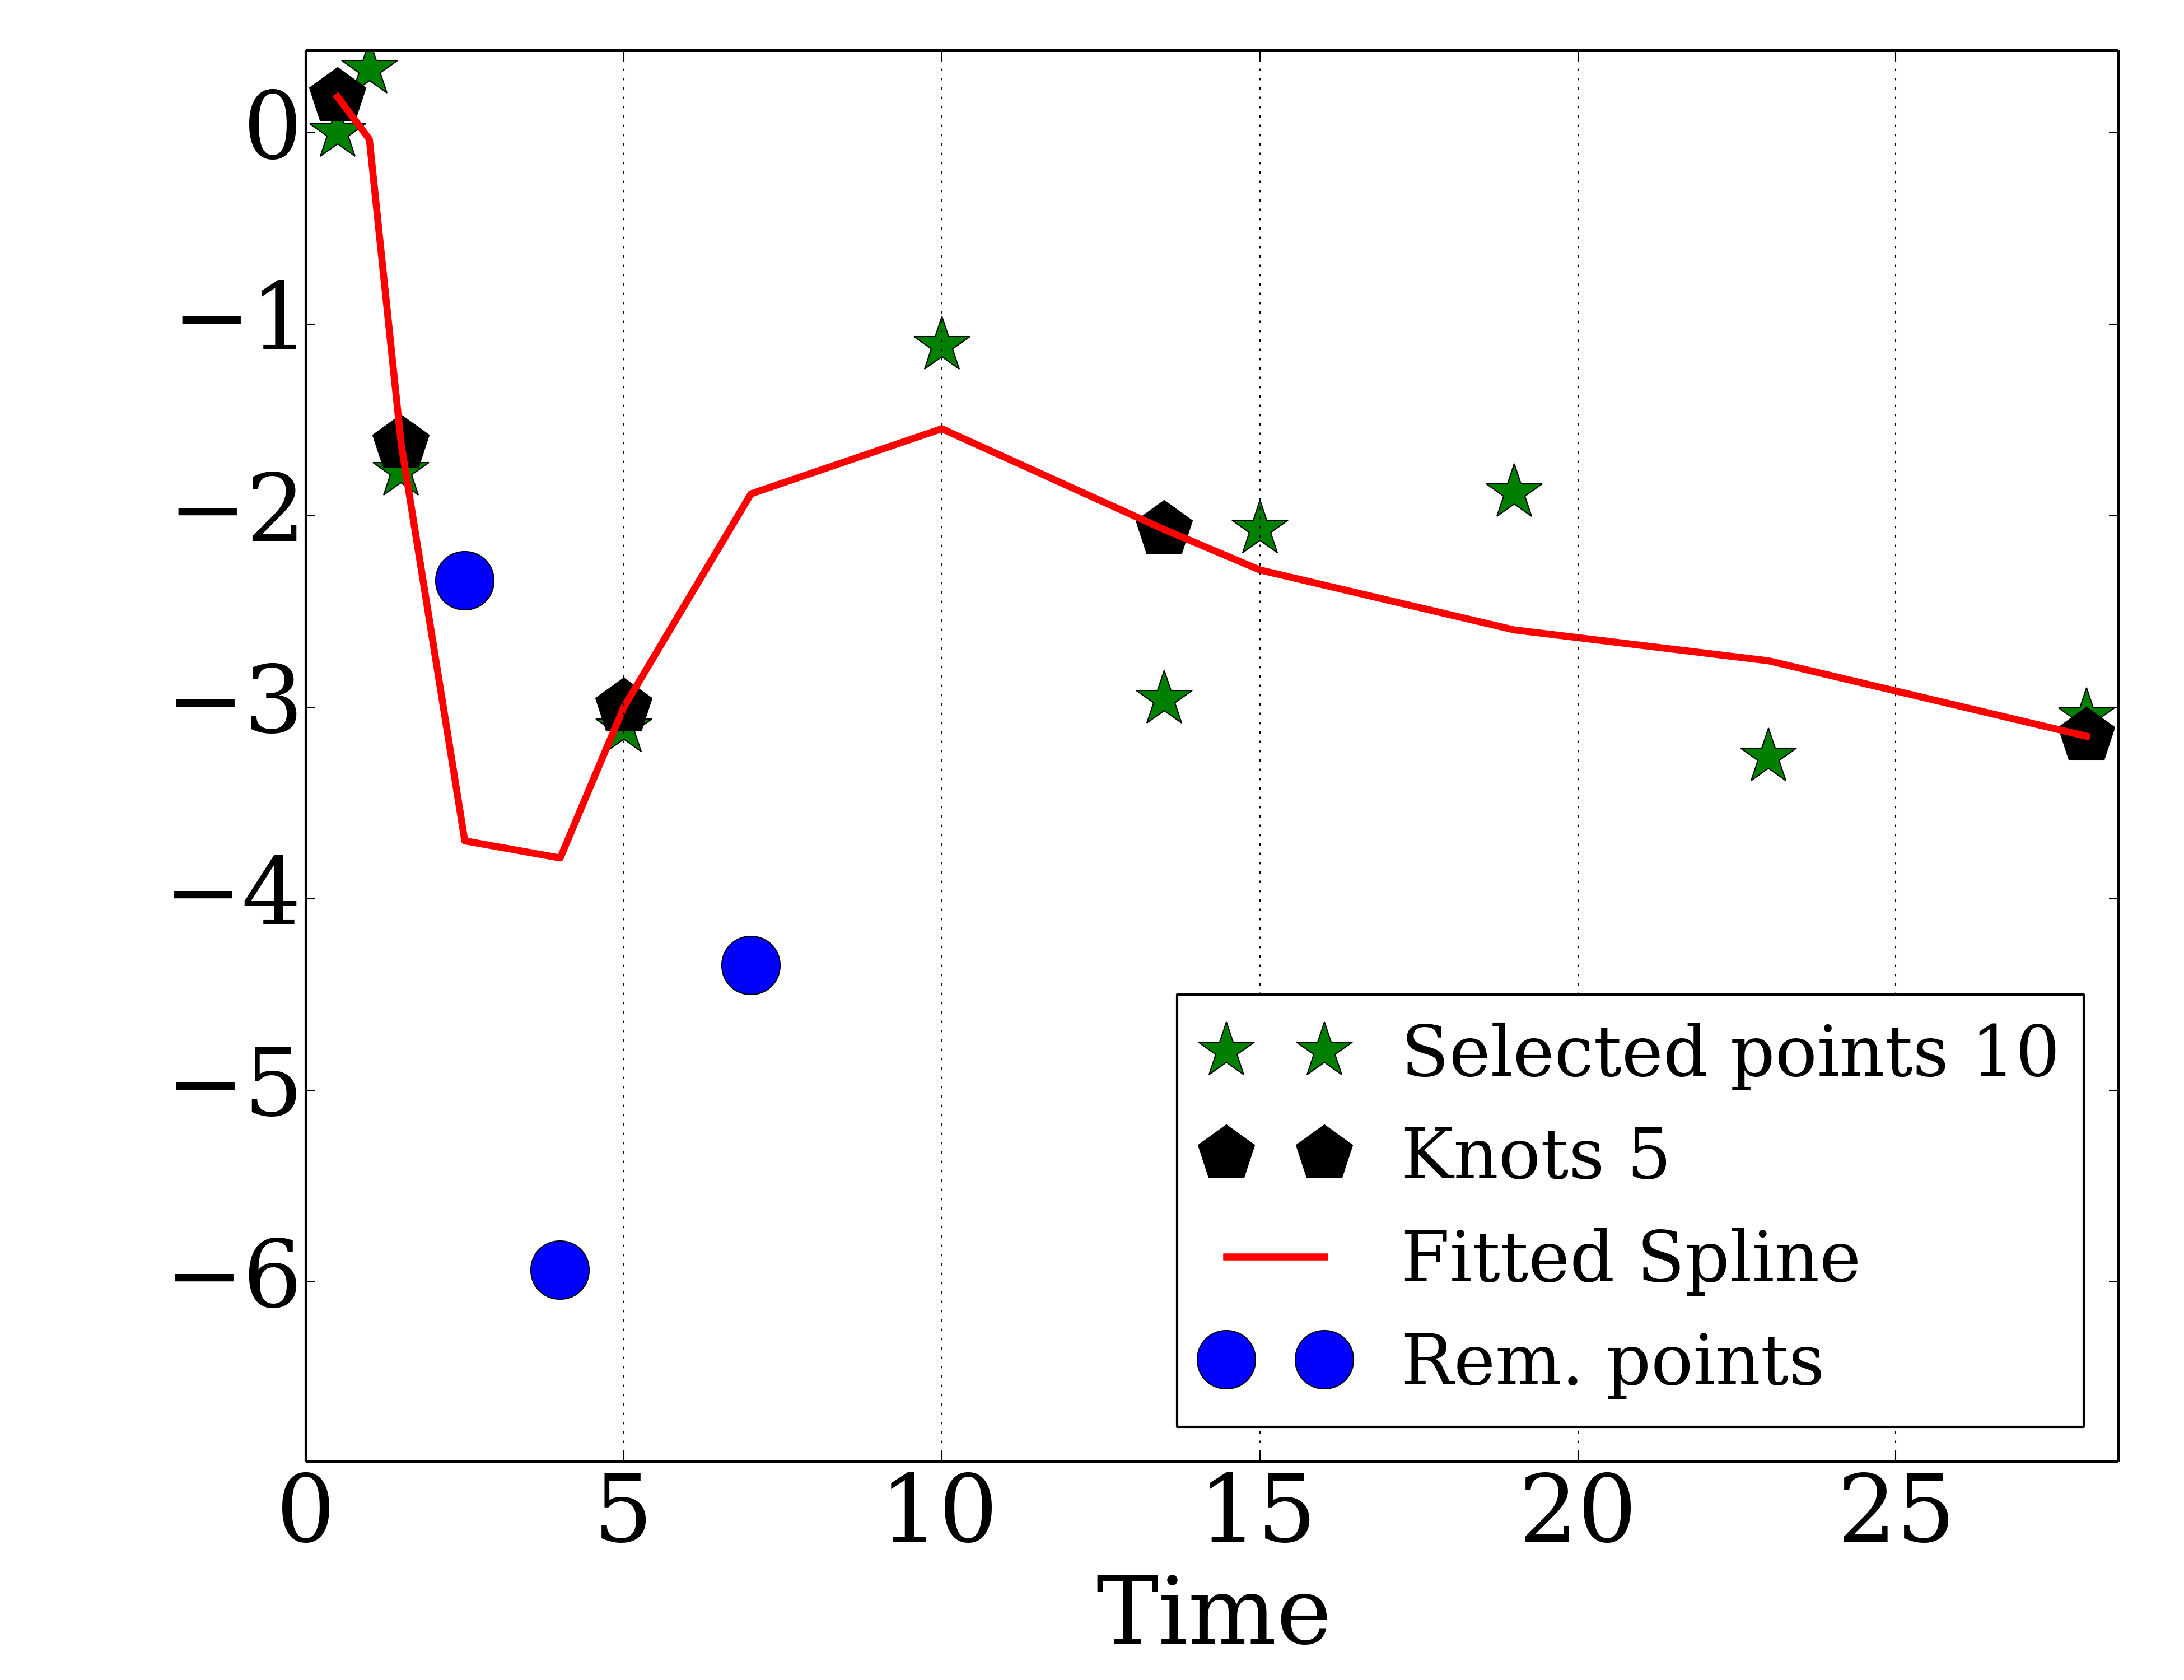 0
−1
−2
−3
−4
−5
−6
Selected points 10
Knots 5
Fitted Spline
Rem. points
0 5 10 15 20 25
Time